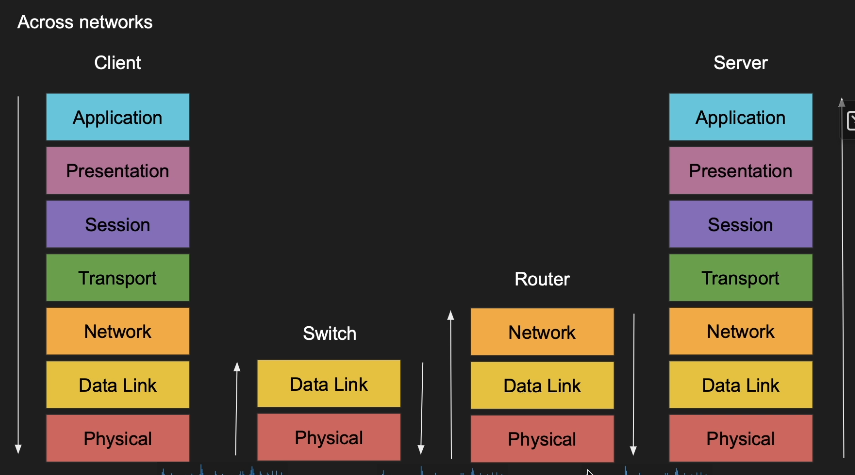 Across networks
Client
Application
Presentation
Session
Transport
Network
Data Link
Physical
Switch
Data Link
Physical
Router
Network
Data Link
Physical
Server
Application
Presentation
Session
Transport
Network
Data Link
Physical